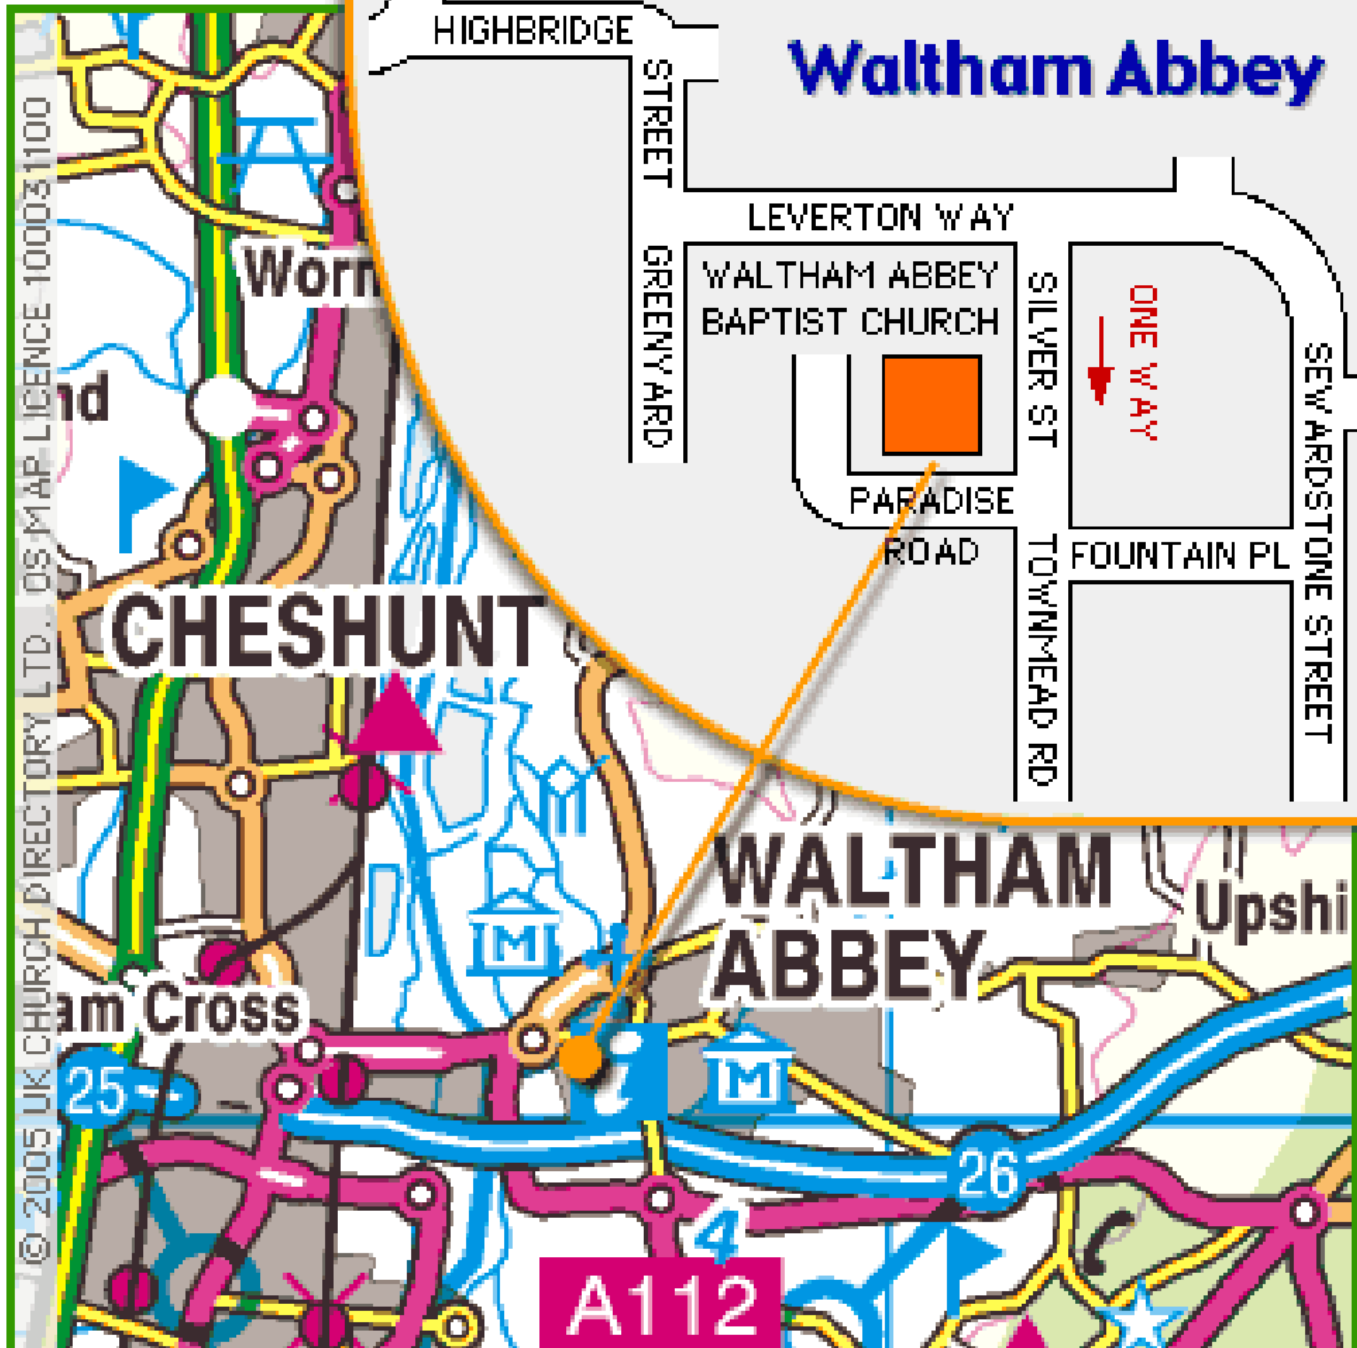 HIGHBRIDGE
STREET
Waltham Abbey
LEVERTON WAY
GREENYARD
WALTHAM ABBEY
BAPTIST CHURCH
SILVER ST
ONE WAY
SEWARDSTONE STREET
PARADISE
ROAD
TOWNMEAD RD
FOUNTAIN PL
Worm
nd
CHESHUNT
WALTHAM
ABBEY
Upshi
am Cross
M
i
M
25
26
4
A112
© 2005 UK CHURCH DIRECTORY LTD. OS MAP LICENCE 100031100